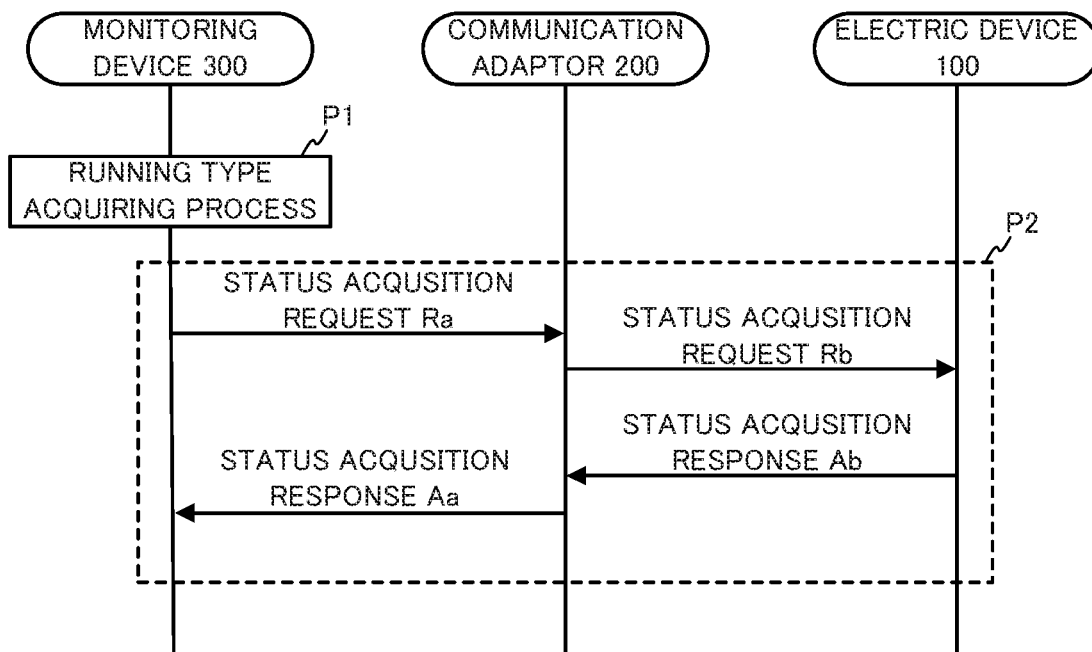 MONITORING
DEVICE 300
COMMUNICATION
ADAPTOR 200
ELECTRIC DEVICE
100
P1
RUNNING TYPE
ACQUIRING PROCESS
P2
STATUS ACQUSITION
REQUEST Ra
STATUS ACQUSITION
REQUEST Rb
STATUS ACQUSITION
RESPONSE Ab
STATUS ACQUSITION
RESPONSE Aa